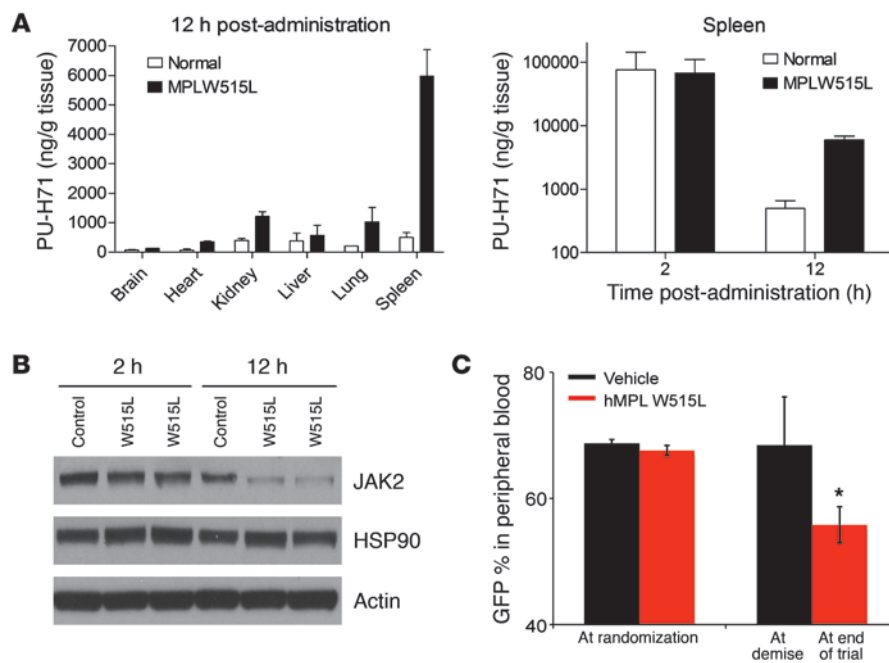 A
12 h post-administration
PU-H71 (ng/g tissue)
7000
6000
5000
4000
3000
2000
1000
0
Normal
MPLW515L
Brain
Heart
Kidney
Liver
Lung
Spleen
Spleen
PU-H71 (ng/g tissue)
100000
10000
1000
100
Normal
MPLW515L
2
12
Time post-administration (h)
B
2 h
12 h
Control
W515L
W515L
Control
W515L
W515L
JAK2
HSP90
Actin
C
GFP % in peripheral blood
80
60
40
Vehicle
hMPL W515L
*
At randomization
At demise
At end of trial